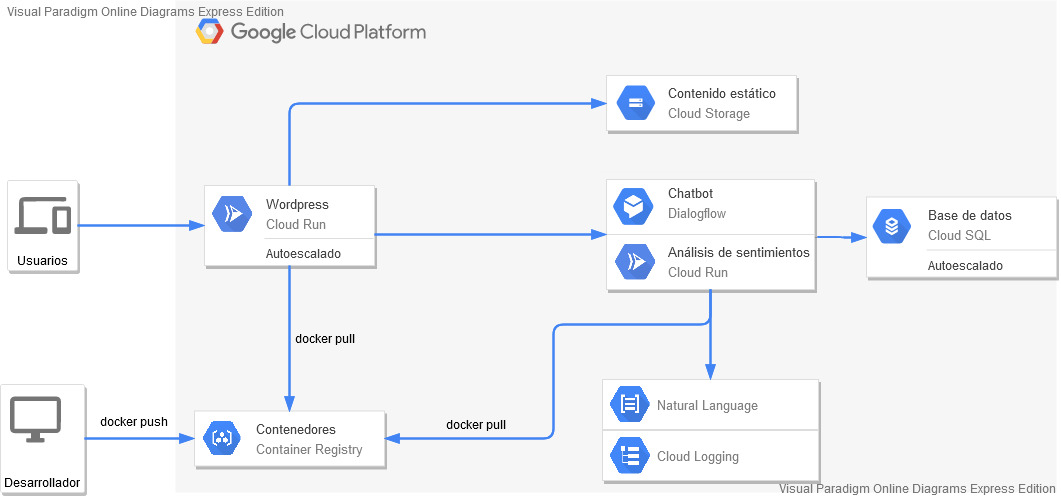 Visual Paradigm Online Diagrams Express Edition
Google Cloud Platform
Contenido estático
Cloud Storage
Wordpress
Cloud Run
Autoescalado
Chatbot
Dialogflow
Análisis de sentimientos
Cloud Run
Base de datos
Cloud SQL
Autoescalado
Usuarios
docker pull
docker push
docker pull
Contenedores
Container Registry
Natural Language
Cloud Logging
Desarrollador
Visual Paradigm Online Diagrams Express Edition